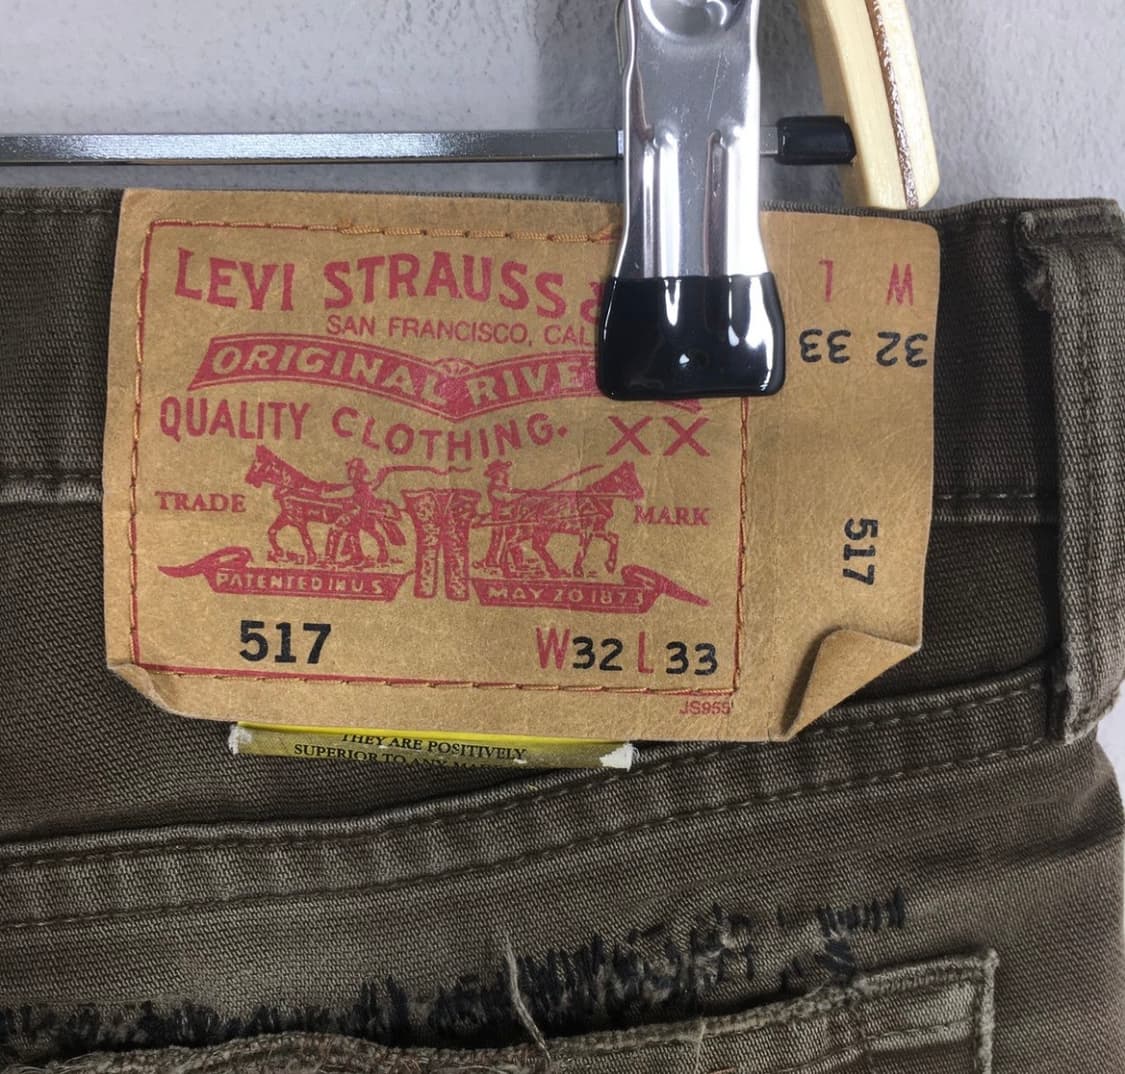 LEVI STRAUSS &
SAN FRANCISCO, CAL
ORIGINAL RIVE
QUALITY CLOTHING. XX
TRADE MARK
PATENTED IN U.S MAY 20 1873
517 W32 L33
JS955
W L
32 33
517
THEY ARE POSITIVELY
SUPERIOR TO ANY